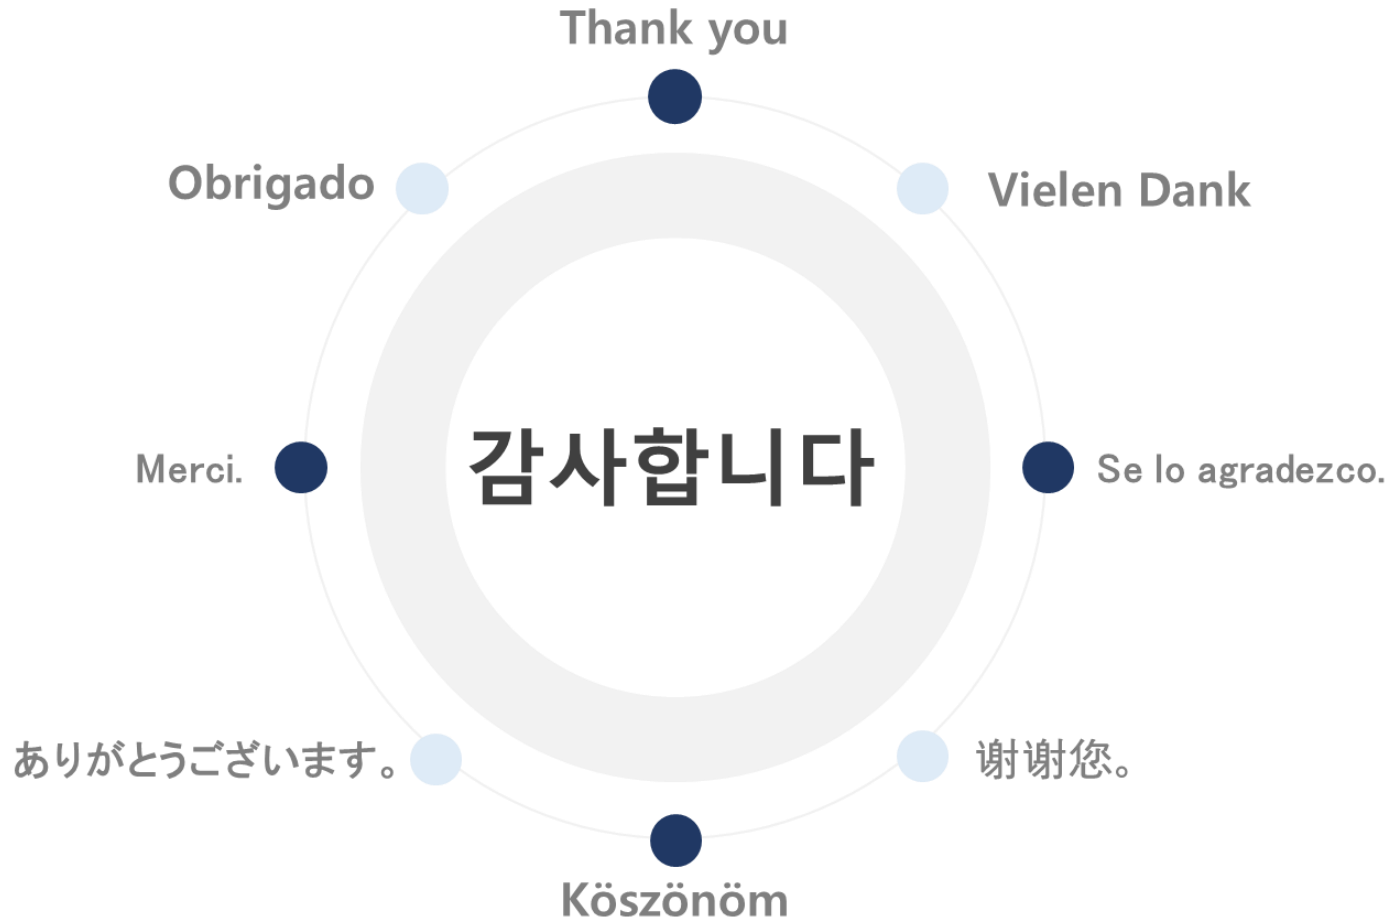 Thank you
Obrigado
Vielen Dank
감사합니다
Merci.
Se lo agradezco.
ありがとうございます。
谢谢您。
Köszönöm